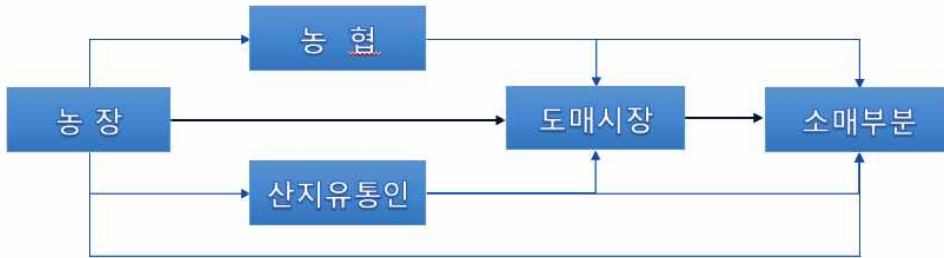 농 협
농 장
도매시장
소매부분
산지유통인